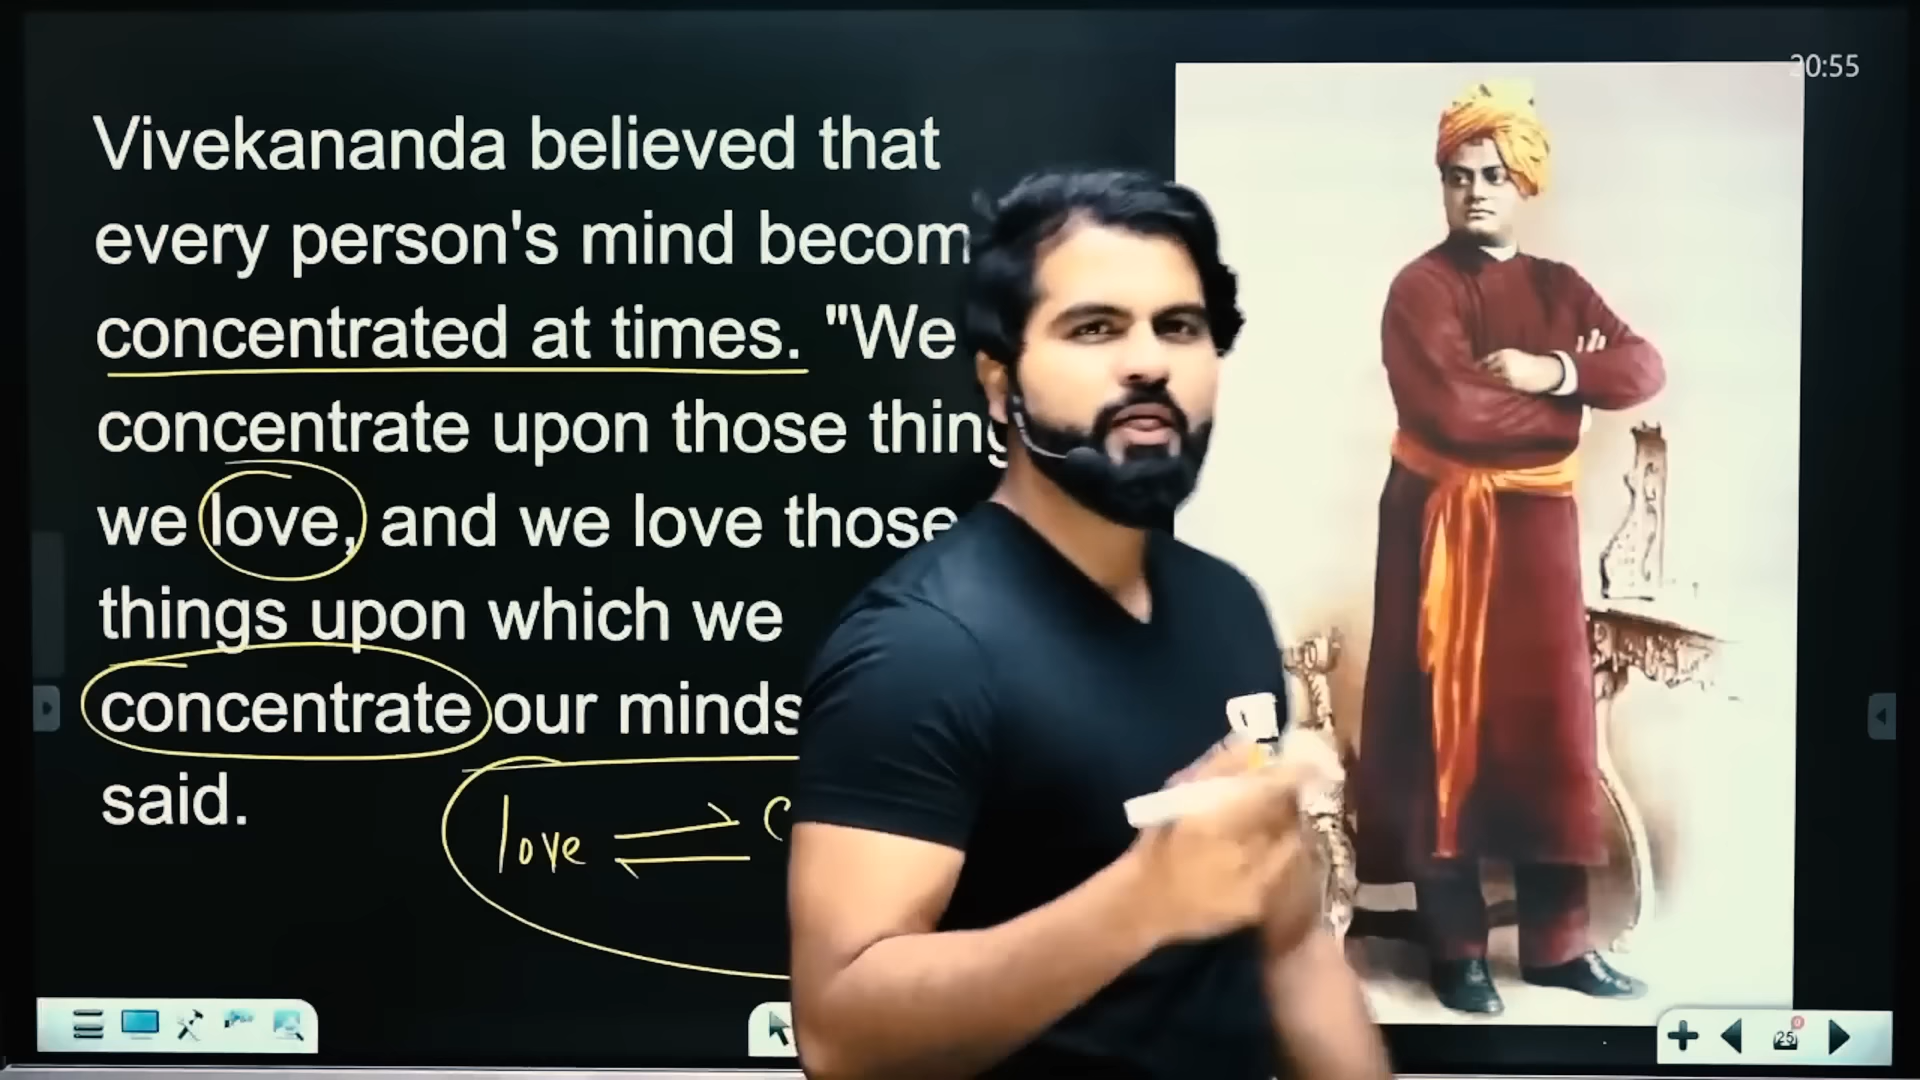 20:55
Vivekananda believed that
every person's mind becom
concentrated at times. "We
concentrate upon those thing
we love, and we love those
things upon which we
concentrate our minds
said.
love
25